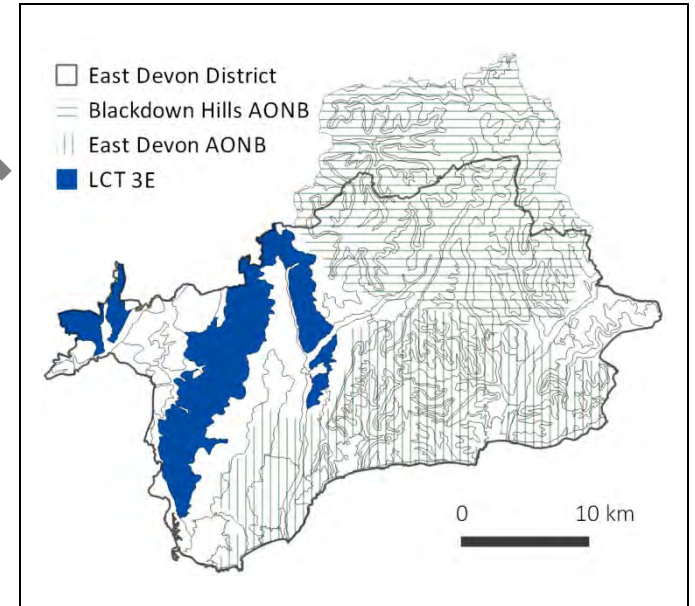 East Devon District
Blackdown Hills AONB
East Devon AONB
LCT 3E
0 10 km